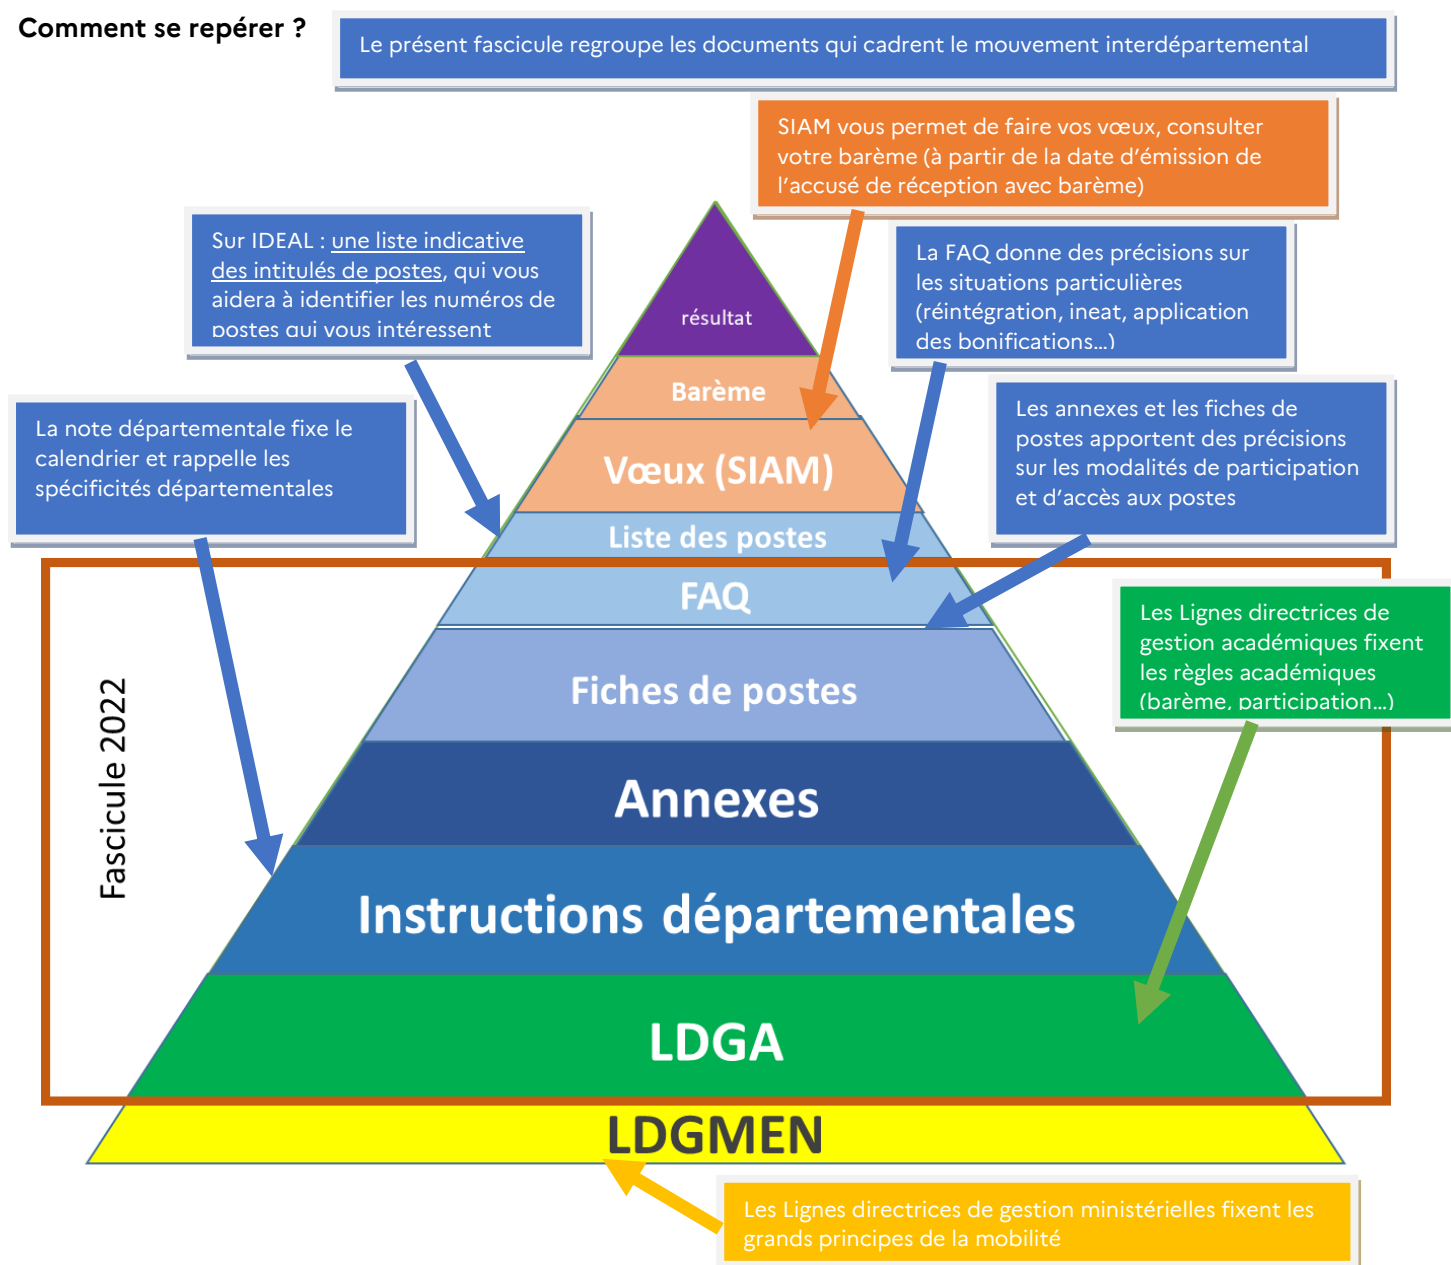 Comment se repérer ?
Le présent fascicule regroupe les documents qui cadrent le mouvement interdépartemental
SIAM vous permet de faire vos vœux, consulter
votre barème (à partir de la date d'émission de
l'accusé de réception avec barème)
Sur IDEAL : une liste indicative
des intitulés de postes, qui vous
aidera à identifier les numéros de
postes qui vous intéressent
La FAQ donne des précisions sur
les situations particulières
(réintégration, ineat, application
des bonifications…)
La note départementale fixe le
calendrier et rappelle les
spécificités départementales
Les annexes et les fiches de
postes apportent des précisions
sur les modalités de participation
et d'accès aux postes
Les Lignes directrices de
gestion académiques fixent
les règles académiques
(barème, participation…)
résultat
Barème
Vœux (SIAM)
Liste des postes
FAQ
Fiches de postes
Annexes
Instructions départementales
LDGA
LDGMEN
Fascicule 2022
Les Lignes directrices de gestion ministérielles fixent les
grands principes de la mobilité